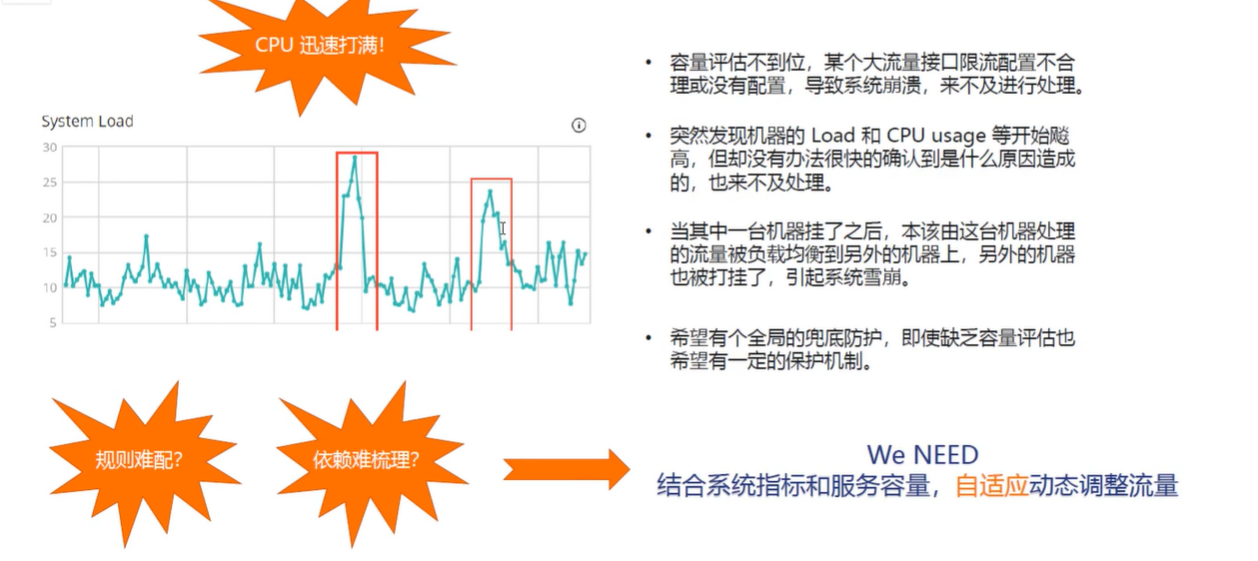 CPU 迅速打满！
System Load
30
25
20
15
10
5
规则难配？
依赖难梳理？
• 容量评估不到位，某个大流量接口限流配置不合
理或没有配置，导致系统崩溃，来不及进行处理。
• 突然发现机器的 Load 和 CPU usage 等开始飚
高，但却没有办法很快的确认到是什么原因造成
的，也来不及处理。
• 当其中一台机器挂了之后，本该由这台机器处理
的流量被负载均衡到另外的机器上，另外的机器
也被打挂了，引起系统雪崩。
• 希望有个全局的兜底防护，即使缺乏容量评估也
希望有一定的保护机制。
We NEED
结合系统指标和服务容量，自适应动态调整流量